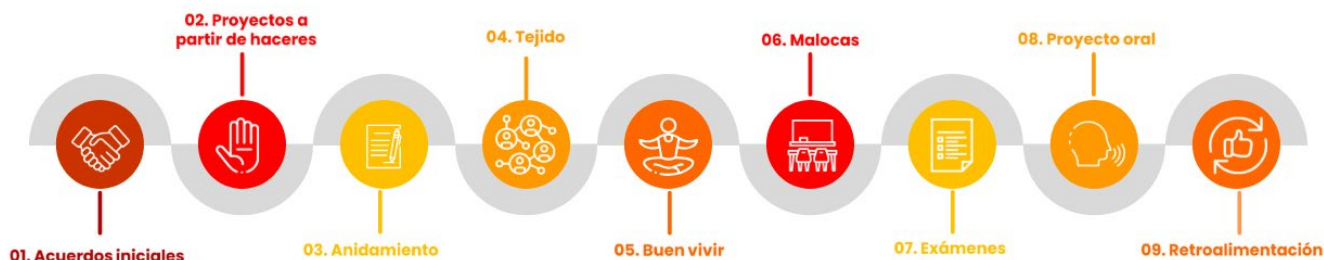 01. Acuerdos iniciales
02. Proyectos a
partir de haceres
03. Anidamiento
04. Tejido
05. Buen vivir
06. Malocas
07. Exámenes
08. Proyecto oral
09. Retroalimentación